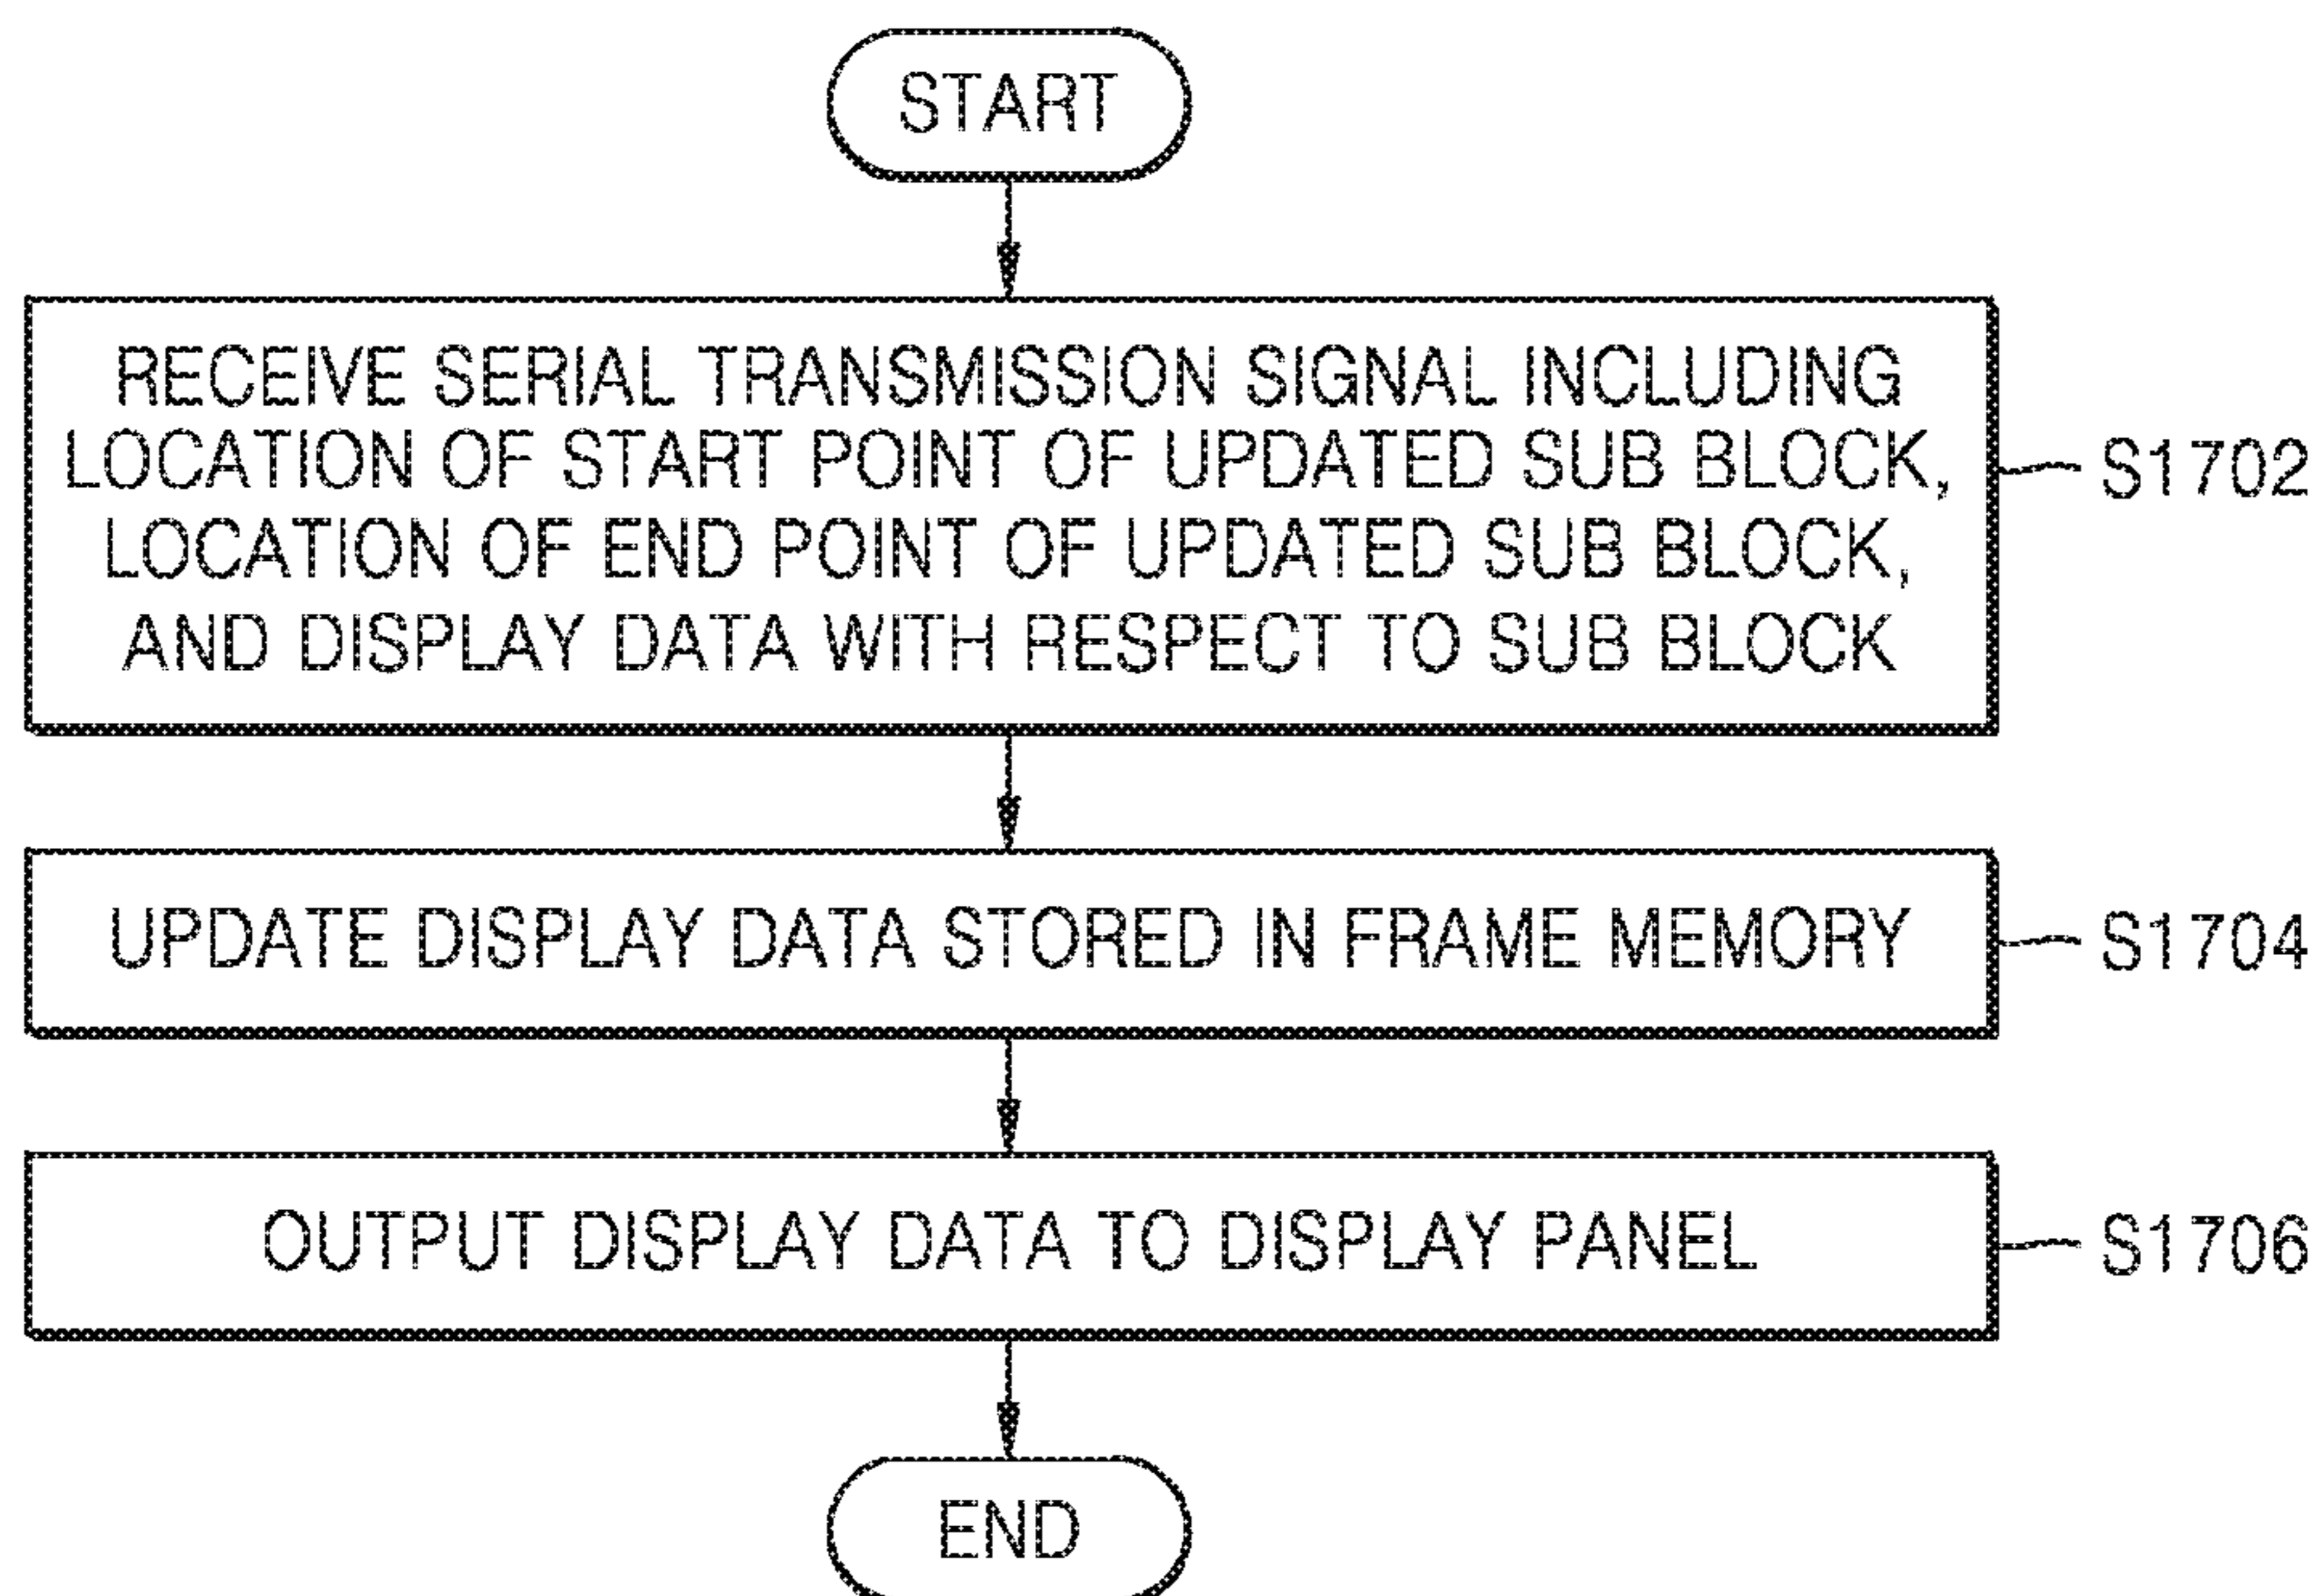 START
RECEIVE SERIAL TRANSMISSION SIGNAL INCLUDING
LOCATION OF START POINT OF UPDATED SUB BLOCK,
LOCATION OF END POINT OF UPDATED SUB BLOCK,
AND DISPLAY DATA WITH RESPECT TO SUB BLOCK
S1702
UPDATE DISPLAY DATA STORED IN FRAME MEMORY
S1704
OUTPUT DISPLAY DATA TO DISPLAY PANEL
S1706
END